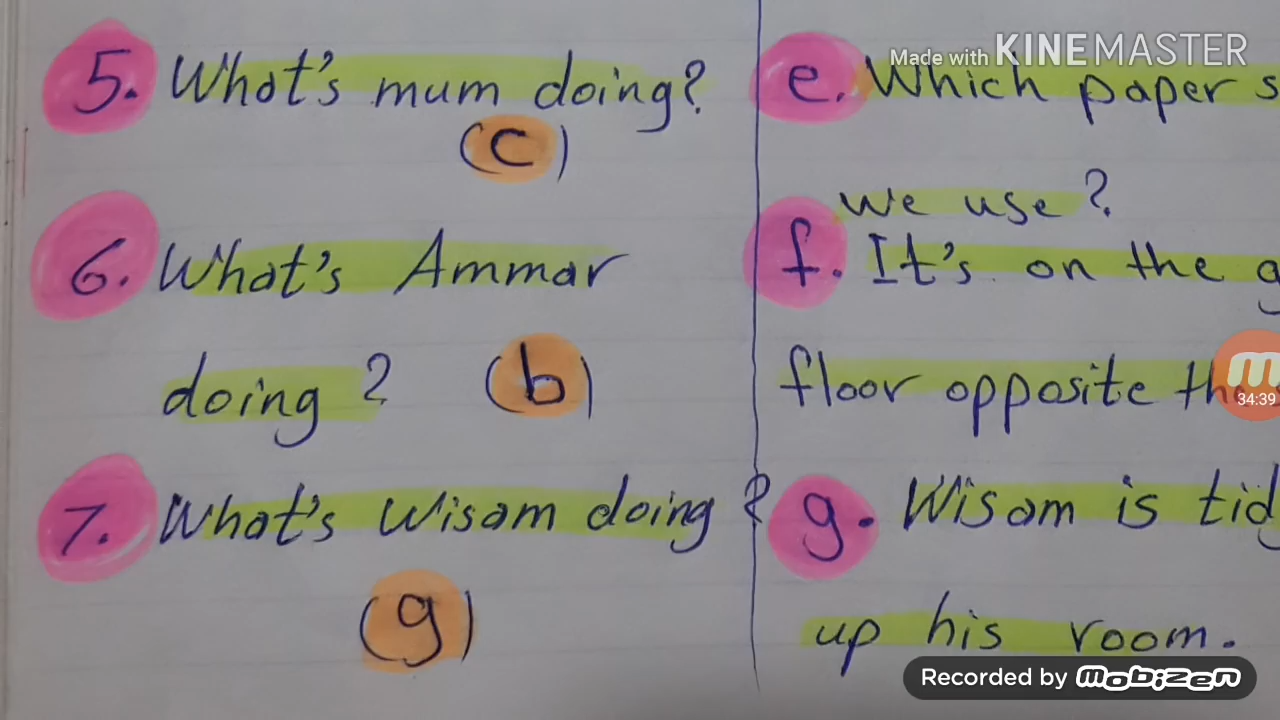 5. What's mum doing?
(c)
6. What's Ammar
doing?
(b)
7. What's Wisam doing?
(g)
Made with KINEMASTER
e. Which paper s
we use?
f. It's on the g
floor opposite the
34:39
g. Wisam is tid
up his room.
Recorded by mobizen